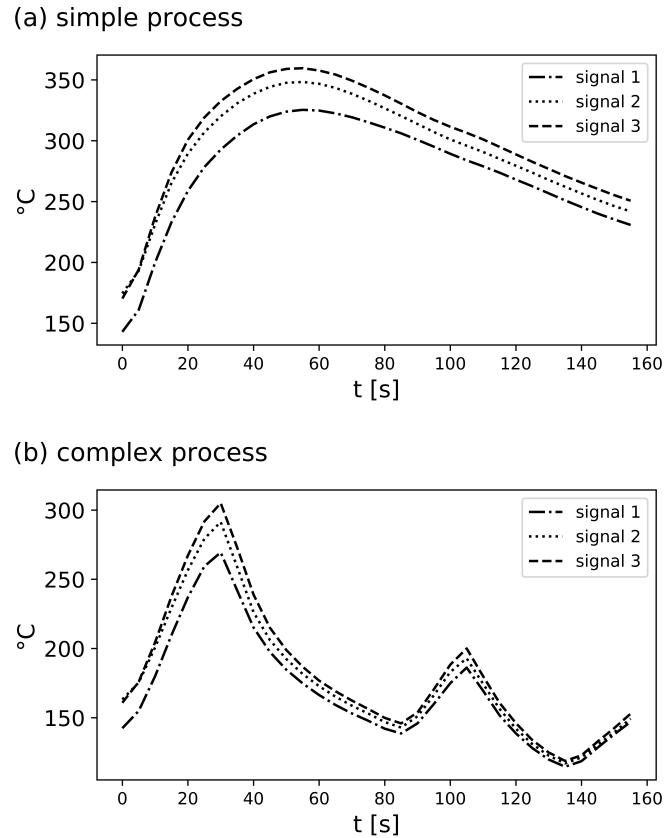 (a) simple process
350
300
250
200
150
°C
signal 1
signal 2
signal 3
0 20 40 60 80 100 120 140 160
t [s]
(b) complex process
300
250
200
150
°C
signal 1
signal 2
signal 3
0 20 40 60 80 100 120 140 160
t [s]